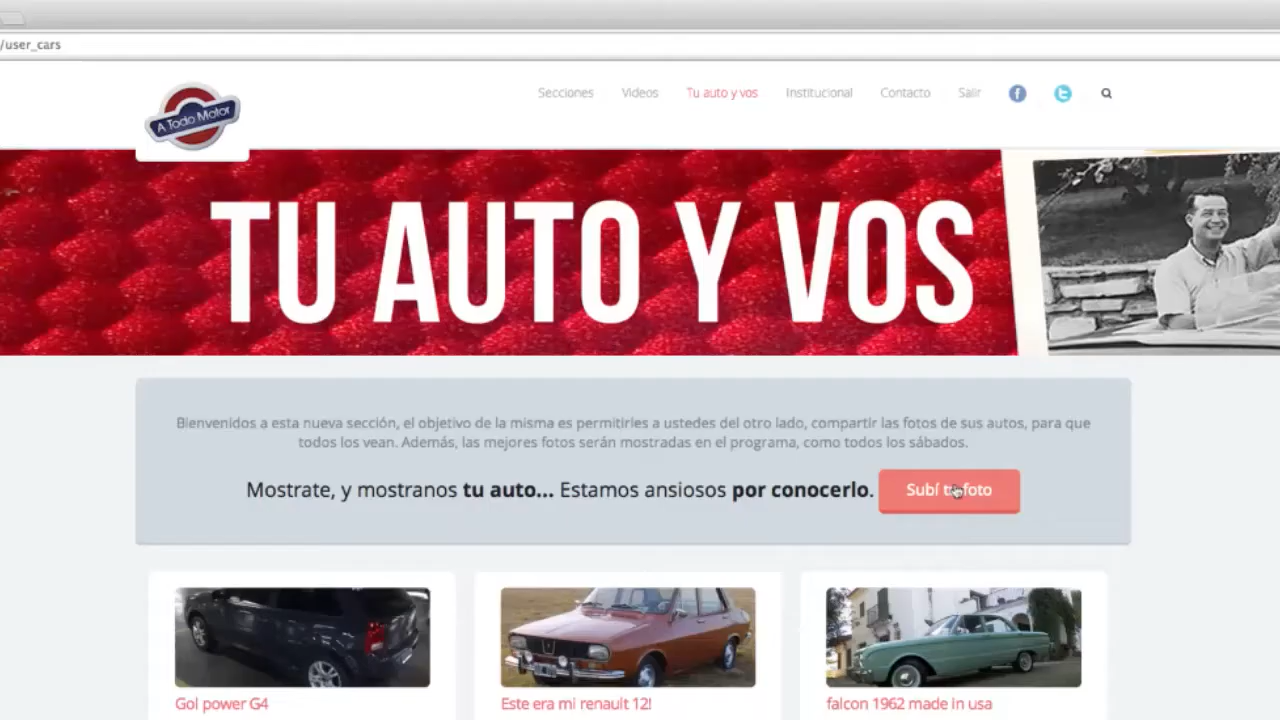 /user_cars
A Todo Motor
Secciones Videos Tu auto y vos Institucional Contacto Salir
TU AUTO Y VOS
Bienvenidos a esta nueva sección, el objetivo de la misma es permitirles a ustedes del otro lado, compartir las fotos de sus autos, para que
todos los vean. Además, las mejores fotos serán mostradas en el programa, como todos los sábados.
Mostrate, y mostranos tu auto... Estamos ansiosos por conocerlo. Subí tu foto
Gol power G4 Este era mi renault 12! falcon 1962 made in usa